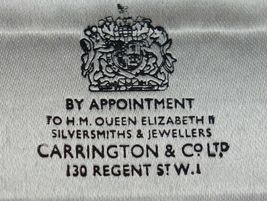 BY APPOINTMENT
TO H.M. QUEEN ELIZABETH II
SILVERSMITHS & JEWELLERS
CARRINGTON & CO LTD
130 REGENT ST W.1